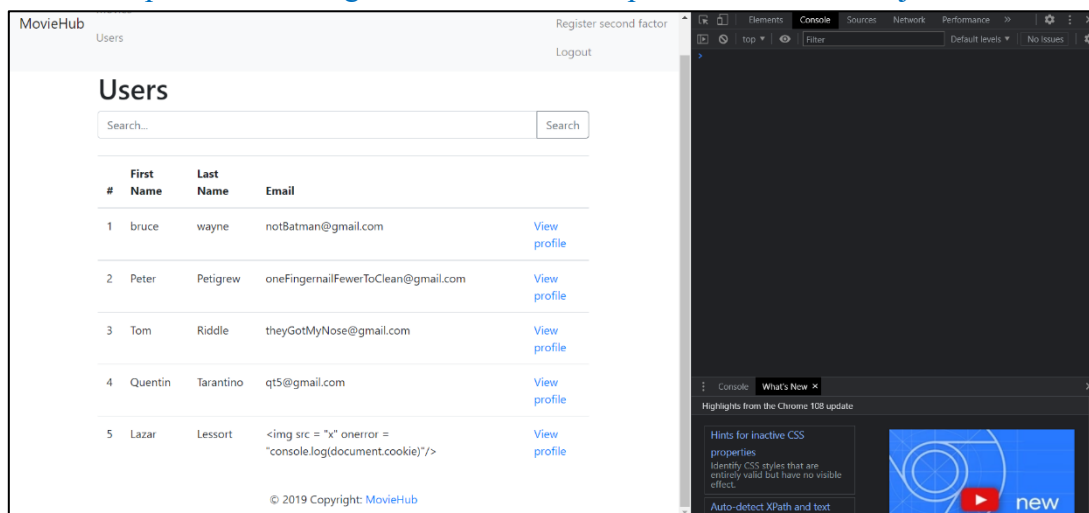 MovieHub
Users
Register second factor
Logout
Users
Search...
Search
# First Name Last Name Email
1 bruce wayne notBatman@gmail.com View profile
2 Peter Petigrew oneFingernailFewerToClean@gmail.com View profile
3 Tom Riddle theyGotMyNose@gmail.com View profile
4 Quentin Tarantino qt5@gmail.com View profile
5 Lazar Lessort <img src = "x" onerror =
"console.log(document.cookie)"/> View profile
© 2019 Copyright: MovieHub
Elements Console Sources Network Performance »
top ▼ Filter Default levels ▼ No Issues
>
Console What's New ×
Highlights from the Chrome 108 update
Hints for inactive CSS
properties
Identify CSS styles that are
entirely valid but have no visible
effect.
Auto-detect XPath and text
new